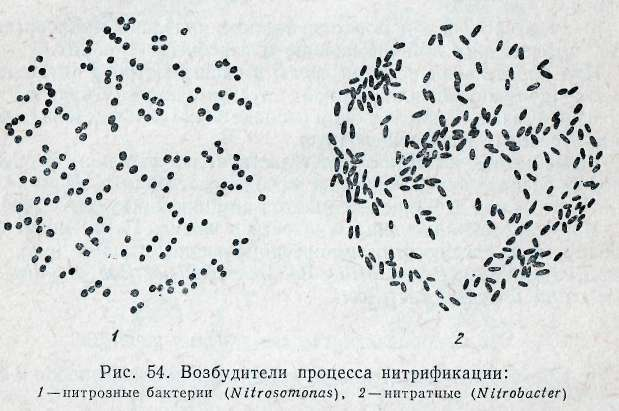 1 2
Рис. 54. Возбудители процесса нитрификации:
1—нитрозные бактерии (Nitrosomonas), 2—нитратные (Nitrobacter)